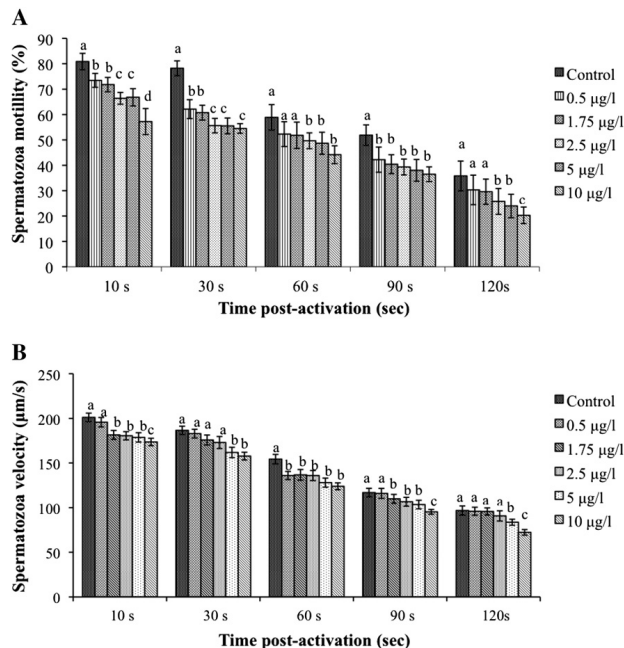 A
Spermatozoa motillity (%)
90
80
70
60
50
40
30
20
10
0
a b b c c d
a b b c c c
a a a b b b
a b b b b b
a a a b b c
10 s 30 s 60 s 90 s 120s
Time post-activation (sec)
Control
0.5 µg/l
1.75 µg/l
2.5 µg/l
5 µg/l
10 µg/l
B
Spermatozoa velocity (µm/s)
250
200
150
100
50
0
a a b b b c
a a a a b b
a b b b b b
a a b b b c
a a a a b c
10 s 30 s 60 s 90 s 120s
Time post-activation (sec)
Control
0.5 µg/l
1.75 µg/l
2.5 µg/l
5 µg/l
10 µg/l